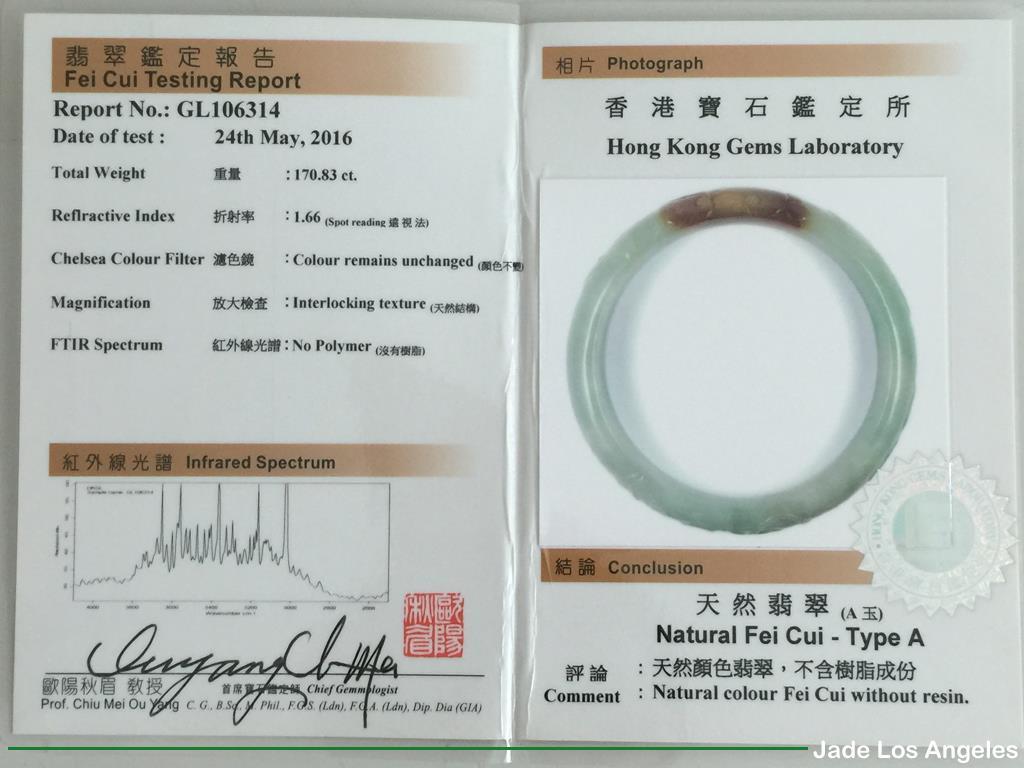 翡翠鑑定報告
Fei Cui Testing Report
Report No.: GL106314
Date of test : 24th May, 2016
Total Weight 重量 : 170.83 ct.
Reflractive Index 折射率 : 1.66 (Spot reading 遠視法)
Chelsea Colour Filter 濾色鏡 : Colour remains unchanged (顏色不變)
Magnification 放大檢查 : Interlocking texture (天然結構)
FTIR Spectrum 紅外線光譜 : No Polymer (沒有樹脂)
紅外線光譜 Infrared Spectrum
歐陽秋眉
歐陽秋眉 教授 首席寶石鑑定師 Chief Gemmologist
Prof. Chiu Mei Ou Yang C. G., B.Sc., M. Phil., F.G.S. (Ldn), F.G.A. (Ldn), Dip. Dia (GIA)
相片 Photograph
香港寶石鑑定所
Hong Kong Gems Laboratory
結論 Conclusion
天然翡翠 (A 玉)
Natural Fei Cui - Type A
評論 : 天然顏色翡翠，不含樹脂成份
Comment : Natural colour Fei Cui without resin.
Jade Los Angeles